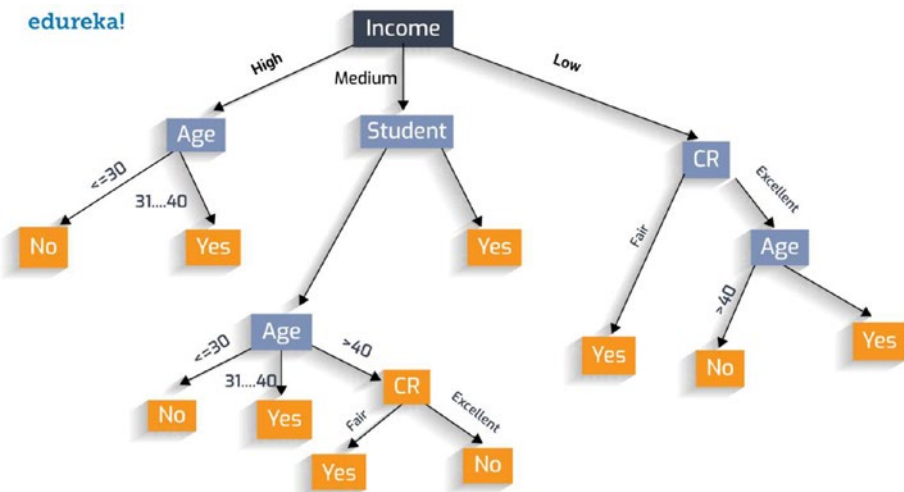 edureka!
Income
High
Medium
Low
Age
Student
CR
<=30
31....40
Fair
Excellent
No
Yes
Yes
Age
>40
Yes
No
Yes
Age
<=30
31....40
>40
No
Yes
CR
Fair
Excellent
Yes
No